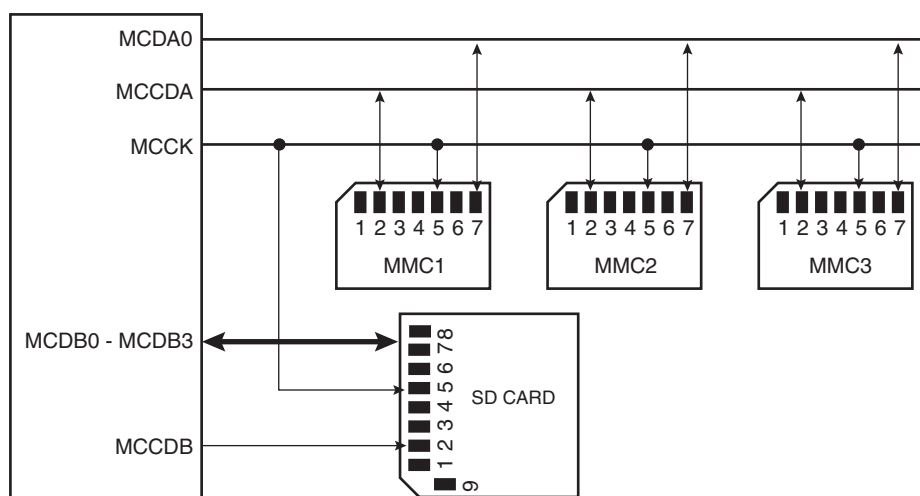 MCDA0
MCCDA
MCCK
1 2 3 4 5 6 7
MMC1
1 2 3 4 5 6 7
MMC2
1 2 3 4 5 6 7
MMC3
MCDB0 - MCDB3
MCCDB
1 2 3 4 5 6 7 8
9
SD CARD